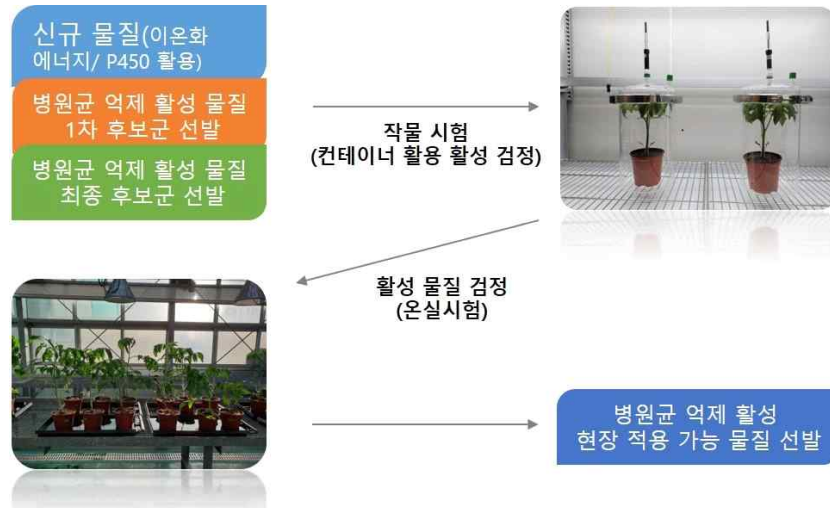 신규 물질(이온화
에너지/ P450 활용)
병원균 억제 활성 물질
1차 후보군 선발
병원균 억제 활성 물질
최종 후보군 선발
작물 시험
(컨테이너 활용 활성 검정)
활성 물질 검정
(온실시험)
병원균 억제 활성
현장 적용 가능 물질 선발